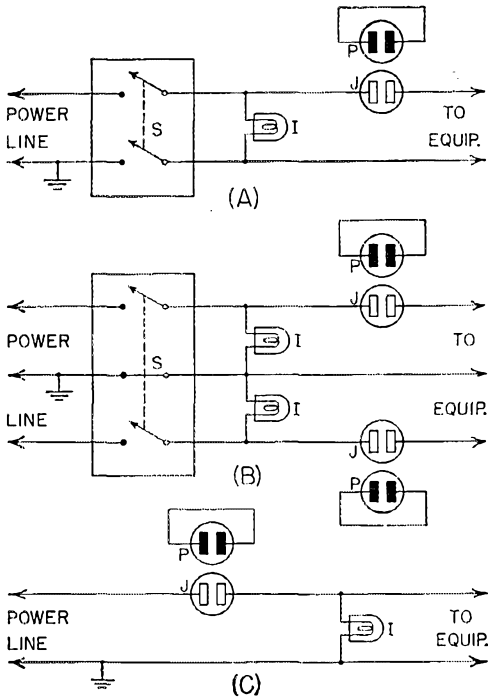 P
J
POWER
LINE
S
I
TO
EQUIP.
(A)
P
J
POWER
LINE
S
I
I
TO
EQUIP.
J
P
(B)
P
J
POWER
LINE
I
TO
EQUIP.
(C)